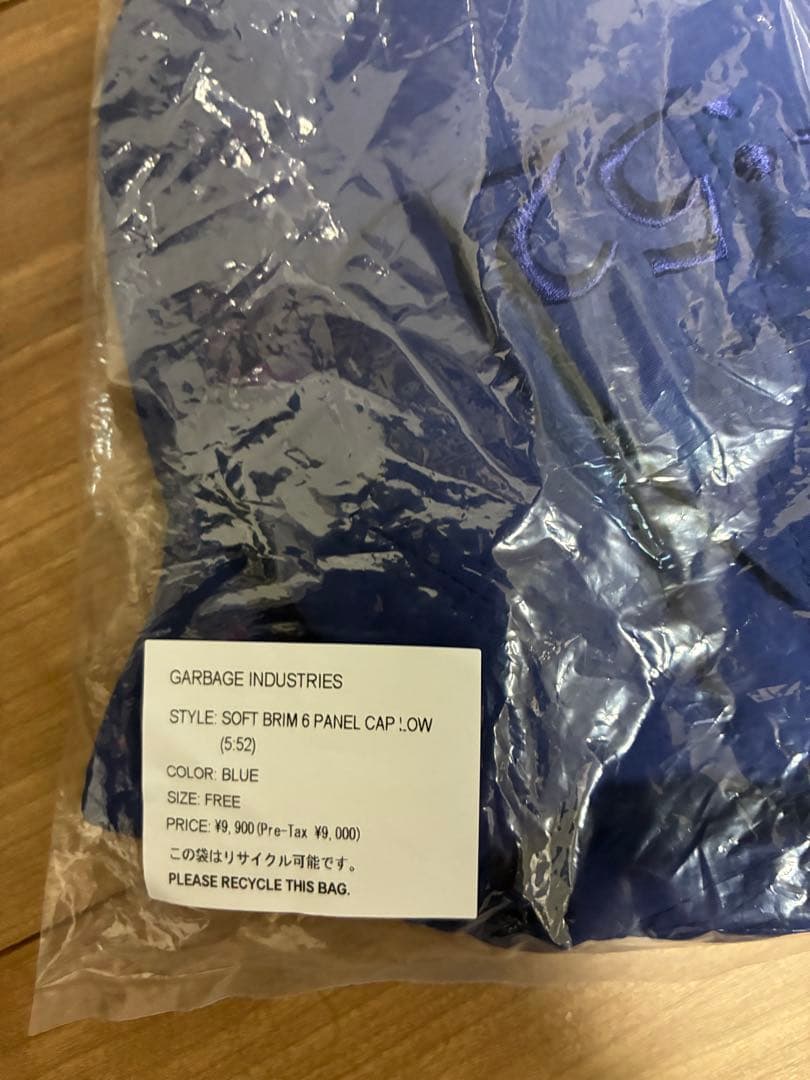 5:52
GARBAGE INDUSTRIES
STYLE: SOFT BRIM 6 PANEL CAP LOW
(5:52)
COLOR: BLUE
SIZE: FREE
PRICE: ¥9,900(Pre-Tax ¥9,000)
この袋はリサイクル可能です。
PLEASE RECYCLE THIS BAG.